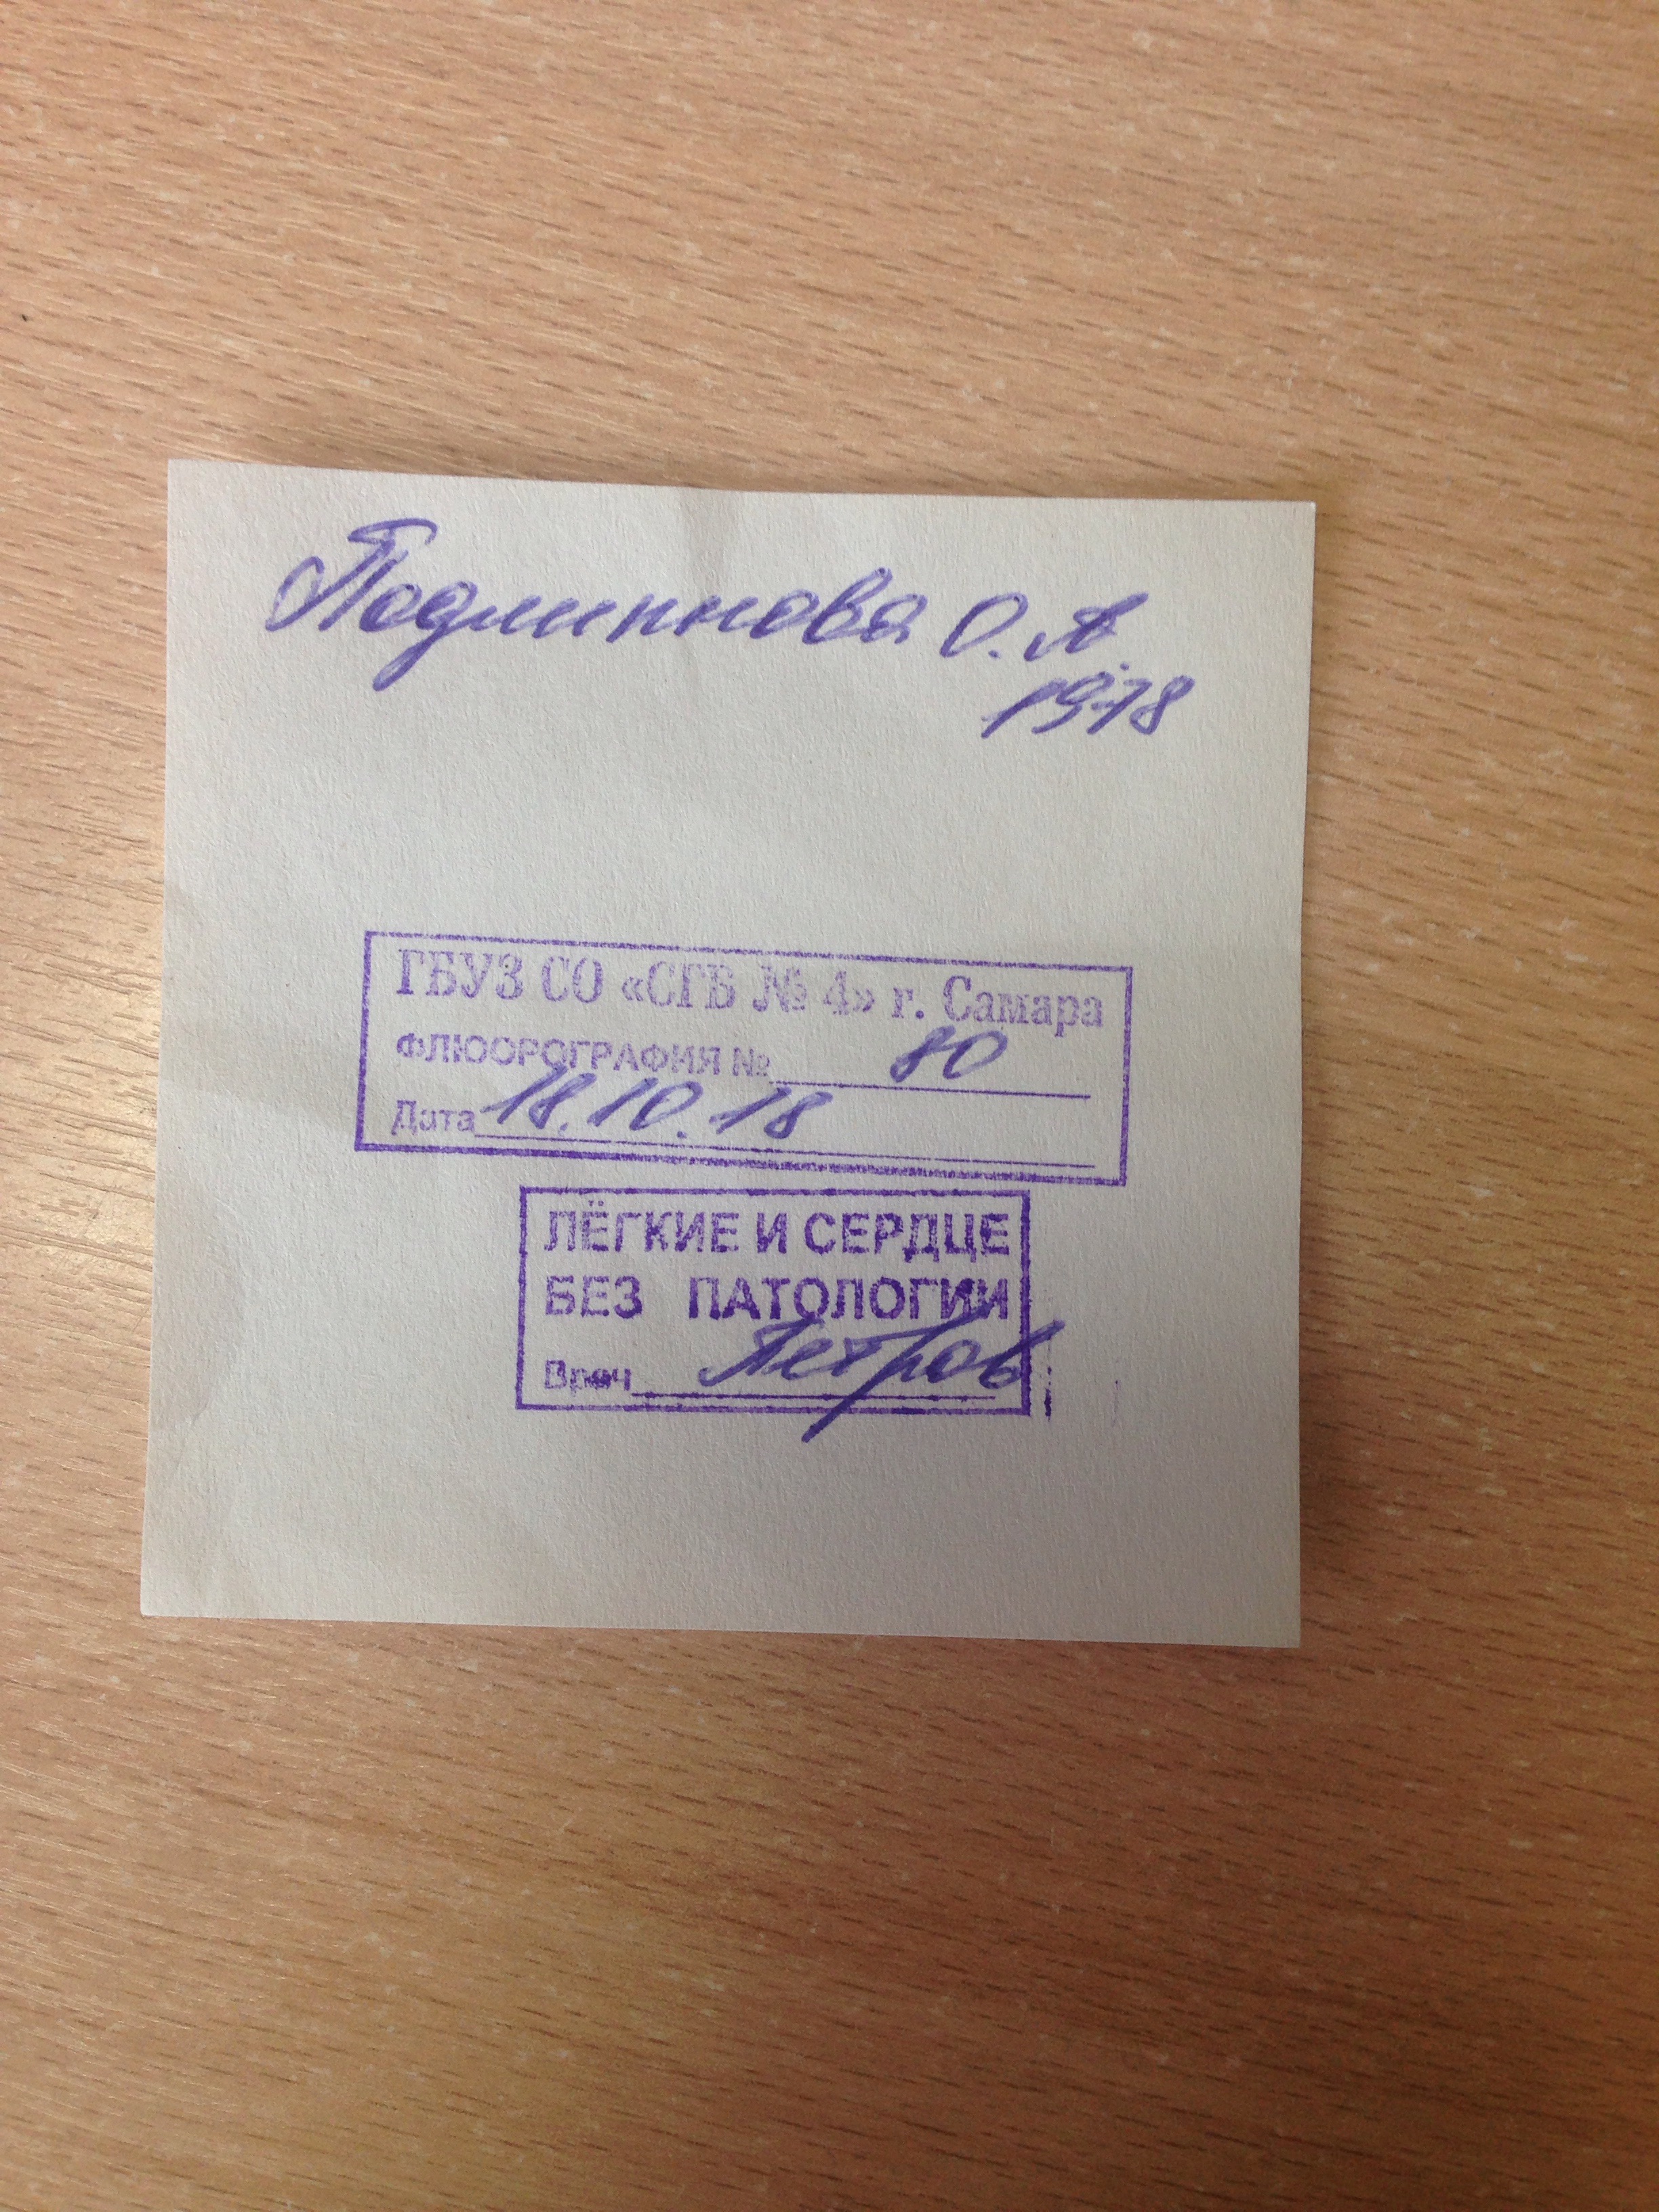 Подлипнова О. А.
1978
ГБУЗ СО «СГБ № 4» г. Самара
ФЛЮОРОГРАФИЯ № 80
Дата 18.10.18
ЛЁГКИЕ И СЕРДЦЕ
БЕЗ ПАТОЛОГИИ
Врач Петров